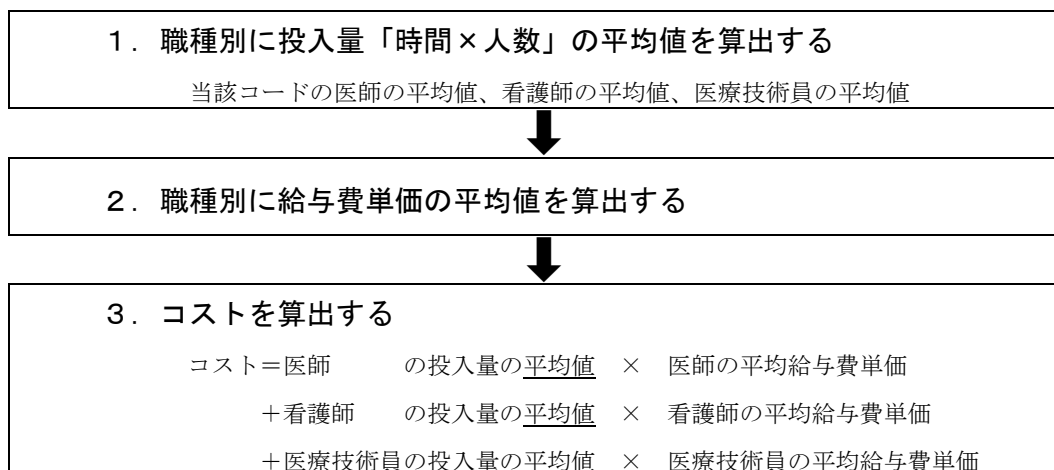 １．職種別に投入量「時間×人数」の平均値を算出する
当該コードの医師の平均値、看護師の平均値、医療技術員の平均値
２．職種別に給与費単価の平均値を算出する
３．コストを算出する
コスト＝医師　　　の投入量の平均値　×　医師の平均給与費単価
＋看護師　　の投入量の平均値　×　看護師の平均給与費単価
＋医療技術員の投入量の平均値　×　医療技術員の平均給与費単価